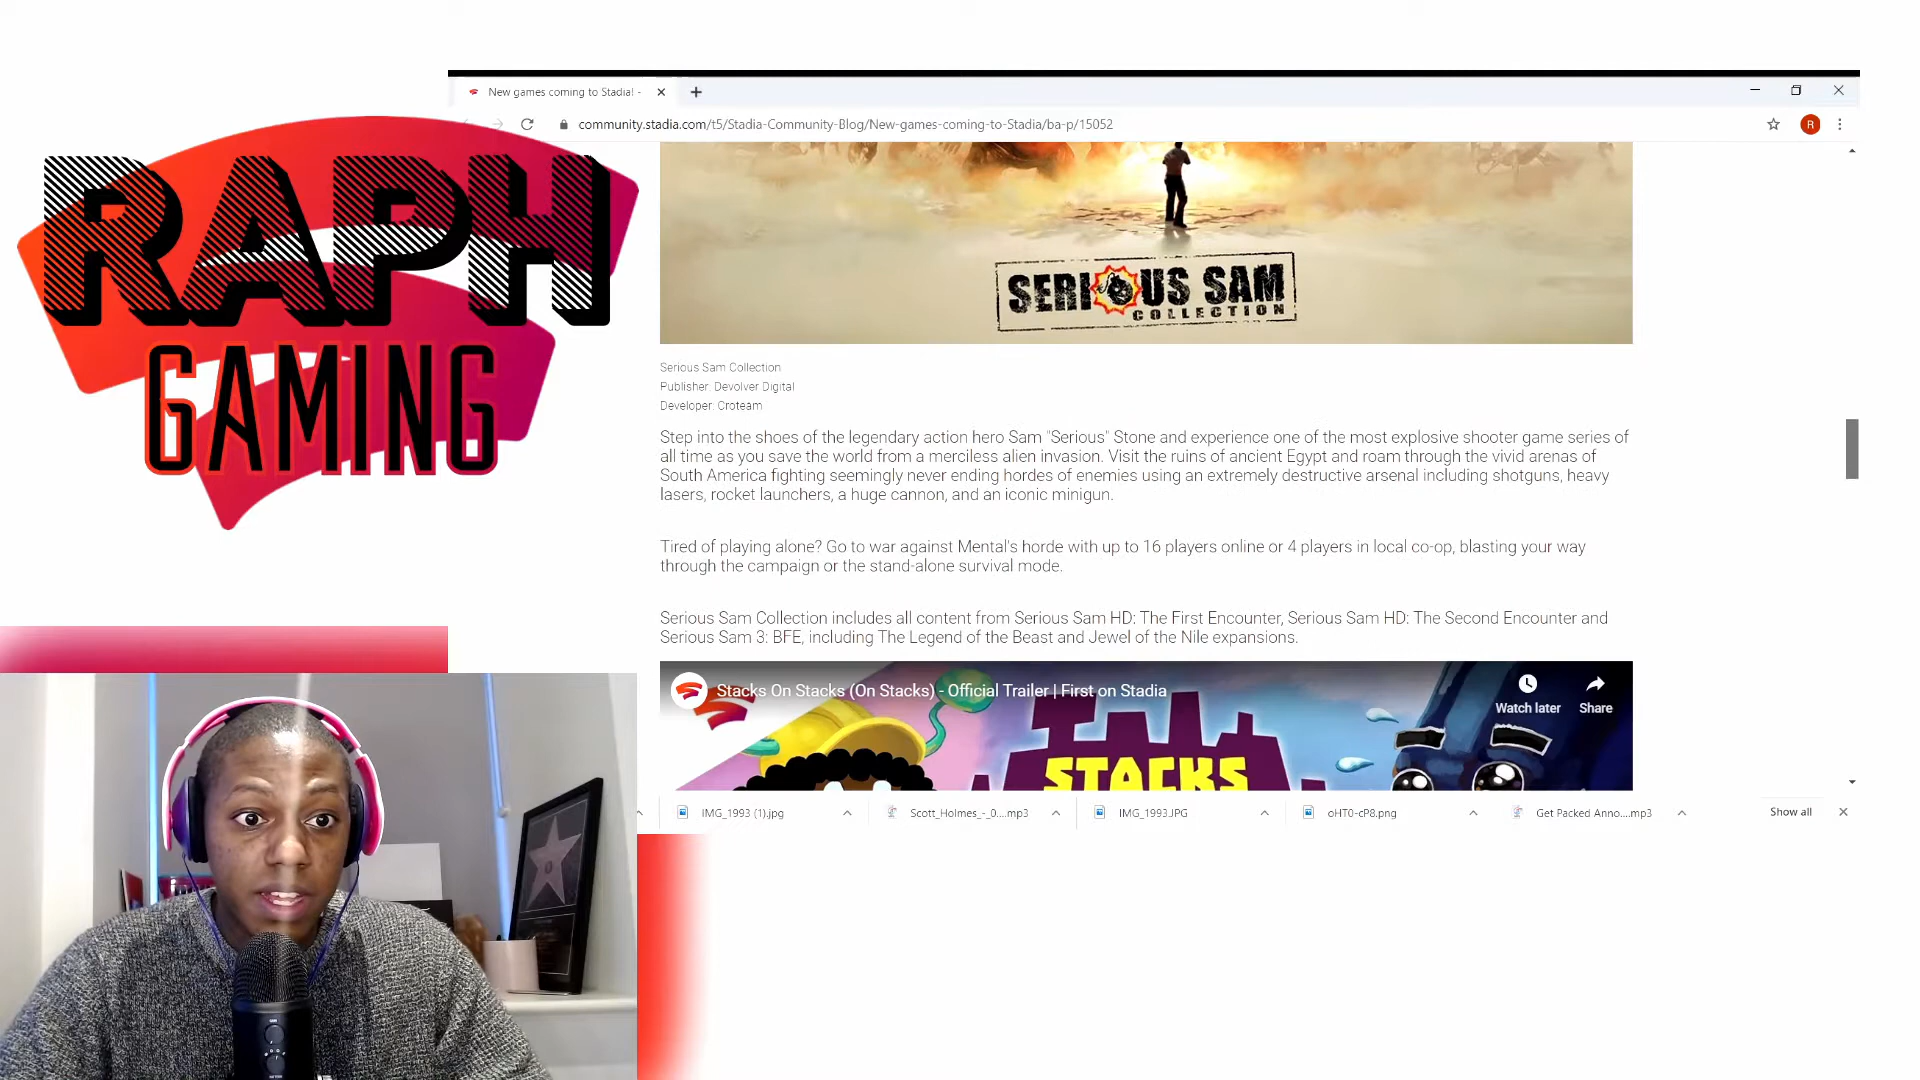 New games coming to Stadia! -
community.stadia.com/t5/Stadia-Community-Blog/New-games-coming-to-Stadia/ba-p/15052
R
RAPH
GAMING
SERIOUS SAM
COLLECTION
Serious Sam Collection
Publisher: Devolver Digital
Developer: Croteam
Step into the shoes of the legendary action hero Sam "Serious" Stone and experience one of the most explosive shooter game series of
all time as you save the world from a merciless alien invasion. Visit the ruins of ancient Egypt and roam through the vivid arenas of
South America fighting seemingly never ending hordes of enemies using an extremely destructive arsenal including shotguns, heavy
lasers, rocket launchers, a huge cannon, and an iconic minigun.
Tired of playing alone? Go to war against Mental's horde with up to 16 players online or 4 players in local co-op, blasting your way
through the campaign or the stand-alone survival mode.
Serious Sam Collection includes all content from Serious Sam HD: The First Encounter, Serious Sam HD: The Second Encounter and
Serious Sam 3: BFE, including The Legend of the Beast and Jewel of the Nile expansions.
Stacks On Stacks (On Stacks) - Official Trailer | First on Stadia
Watch later
Share
STACKS
IMG_1993 (1).jpg
Scott_Holmes_-_0....mp3
IMG_1993.JPG
oHT0-cP8.png
Get Packed Anno....mp3
Show all